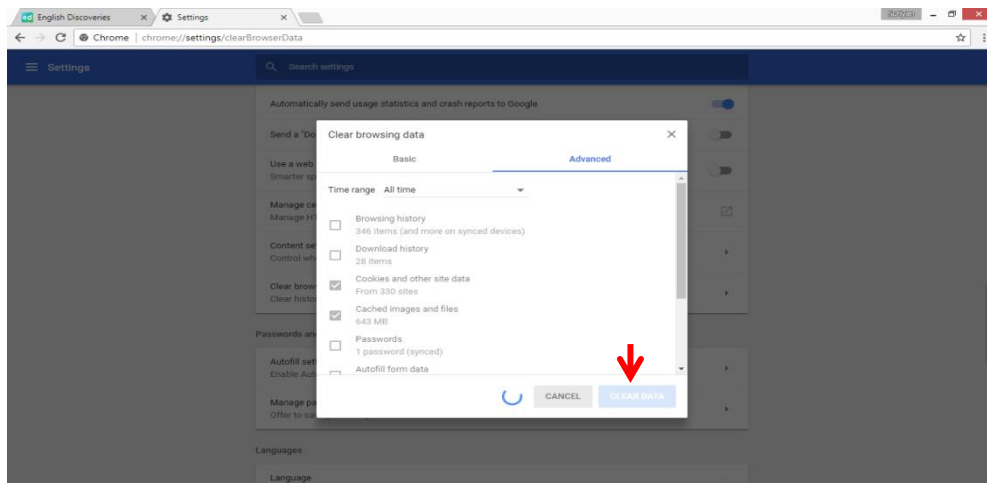 English Discoveries
Settings
Chrome | chrome://settings/clearBrowserData
Settings
Search settings
Automatically send usage statistics and crash reports to Google
Send a "Do
Use a web
Smarter sp
Manage ce
Manage HT
Content se
Control wh
Clear brow
Clear histo
Passwords an
Autofill set
Enable Aut
Manage pa
Offer to sa
Languages
Language
Clear browsing data
Basic
Advanced
Time range All time
Browsing history
346 items (and more on synced devices)
Download history
28 items
Cookies and other site data
From 330 sites
Cached images and files
643 MB
Passwords
1 password (synced)
Autofill form data
CANCEL
CLEAR DATA